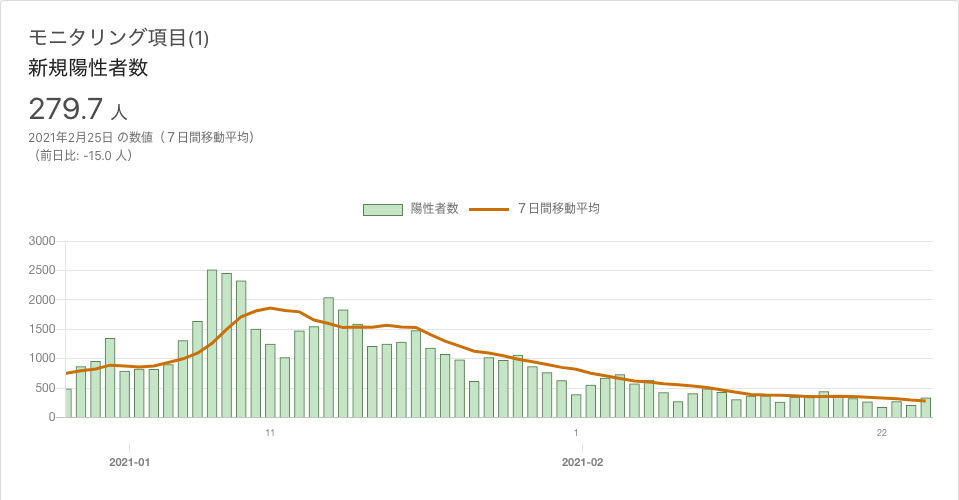 モニタリング項目(1)
新規陽性者数
279.7 人
2021年2月25日 の数値（７日間移動平均）
（前日比: -15.0 人）
陽性者数 ７日間移動平均
3000
2500
2000
1500
1000
500
0
11 1 22
2021-01 2021-02